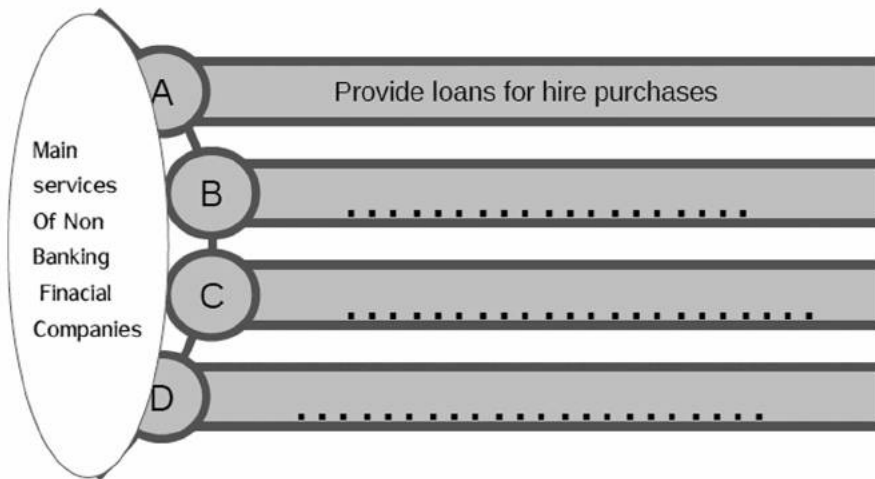 Main
services
Of Non
Banking
Finacial
Companies
A
Provide loans for hire purchases
B
...................
C
......................
D
......................